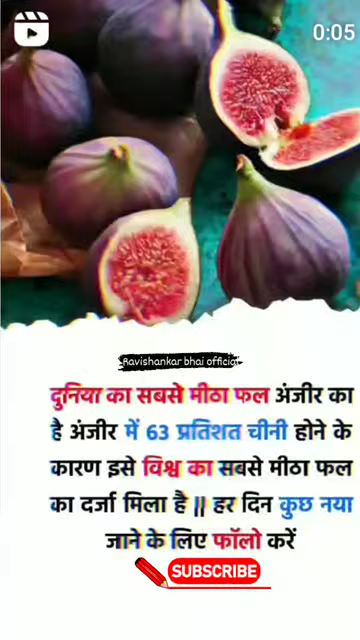 0:05
Ravishankar bhai official
दुनिया का सबसे मीठा फल अंजीर का
है अंजीर में 63 प्रतिशत चीनी होने के
कारण इसे विश्व का सबसे मीठा फल
का दर्जा मिला है || हर दिन कुछ नया
जाने के लिए फॉलो करें
SUBSCRIBE